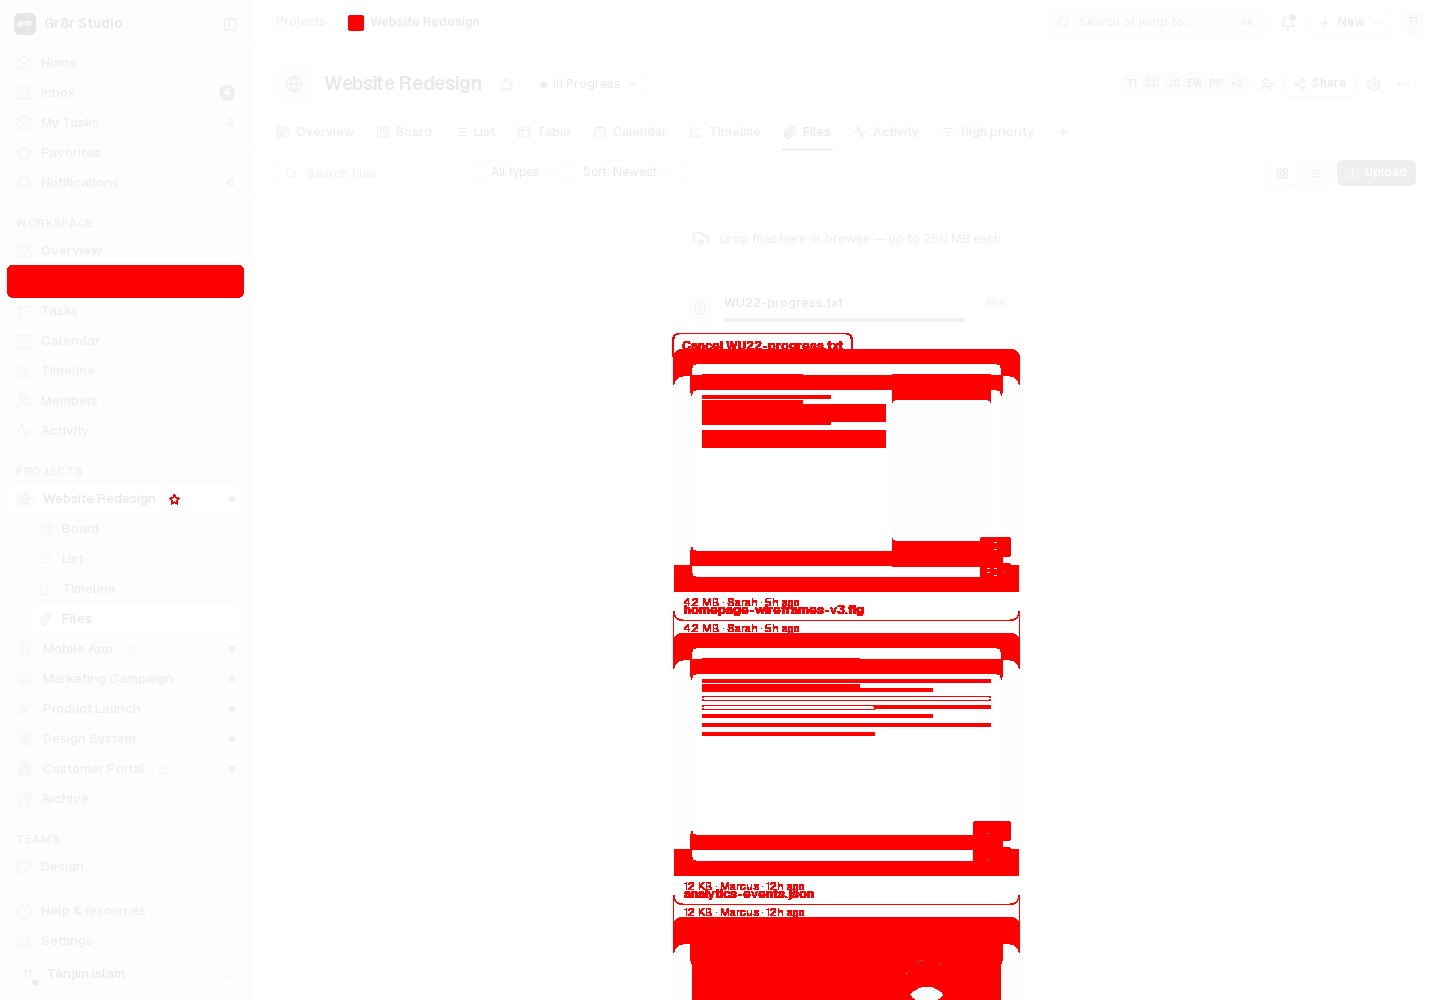 Gr8r Studio
Projects / Website Redesign
Search or jump to... ⌘K
New
TI
Home
Inbox 4
My Tasks 2
Favorites
Notifications 6
WORKSPACE
Overview
Tasks
Calendar
Timeline
Members
Activity
PROJECTS
Website Redesign
Board
List
Timeline
Files
Mobile App
Marketing Campaign
Product Launch
Design System
Customer Portal
Archive
TEAMS
Design
Help & resources
Settings
TI Tanjim Islam
Website Redesign
In Progress
TI SC JC EW PP +2
Share
Overview Board List Table Calendar Timeline Files Activity High priority
Search files
All types
Sort: Newest
Upload
Drop files here or browse — up to 250 MB each
WU22-progress.txt 85%
Cancel WU22-progress.txt
4.2 MB · Sarah · 5h ago
homepage-wireframes-v3.fig
4.2 MB · Sarah · 5h ago
12 KB · Marcus · 12h ago
analytics-events.json
12 KB · Marcus · 12h ago